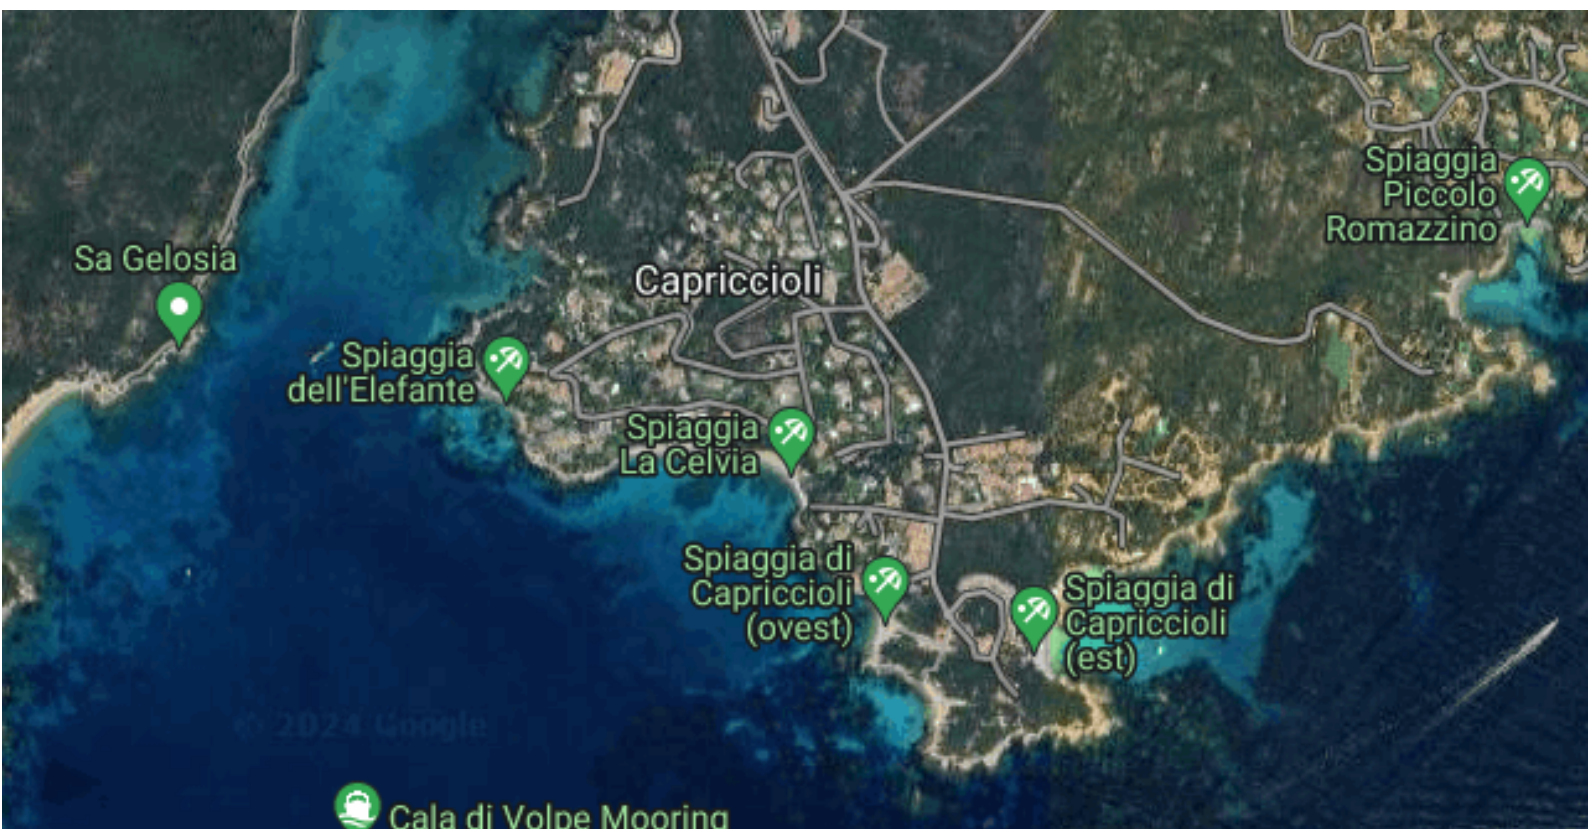 Spiaggia
Piccolo
Romazzino
Sa Gelosia
Capriccioli
Spiaggia
dell'Elefante
Spiaggia
La Celvia
Spiaggia di
Capriccioli
(ovest)
Spiaggia di
Capriccioli
(est)
© 2024 Google
Cala di Volpe Mooring